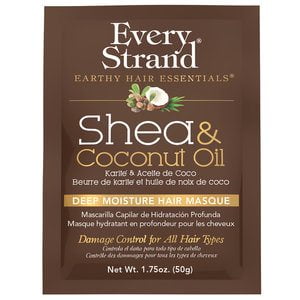 Every
Strand®
EARTHY HAIR ESSENTIALS®
Shea &
Coconut Oil
Karite & Aceite de Coco
Beurre de karite et huile de noix de coco
DEEP MOISTURE HAIR MASQUE
Mascarilla Capilar de Hidratación Profunda
Masque hydratant en profondeur pour les cheveux
Damage Control for All Hair Types
Controla el daño para todo tipo de cabello
Contrôle des dommages pour tous les types de cheveux
Net Wt. 1.75oz. (50g)